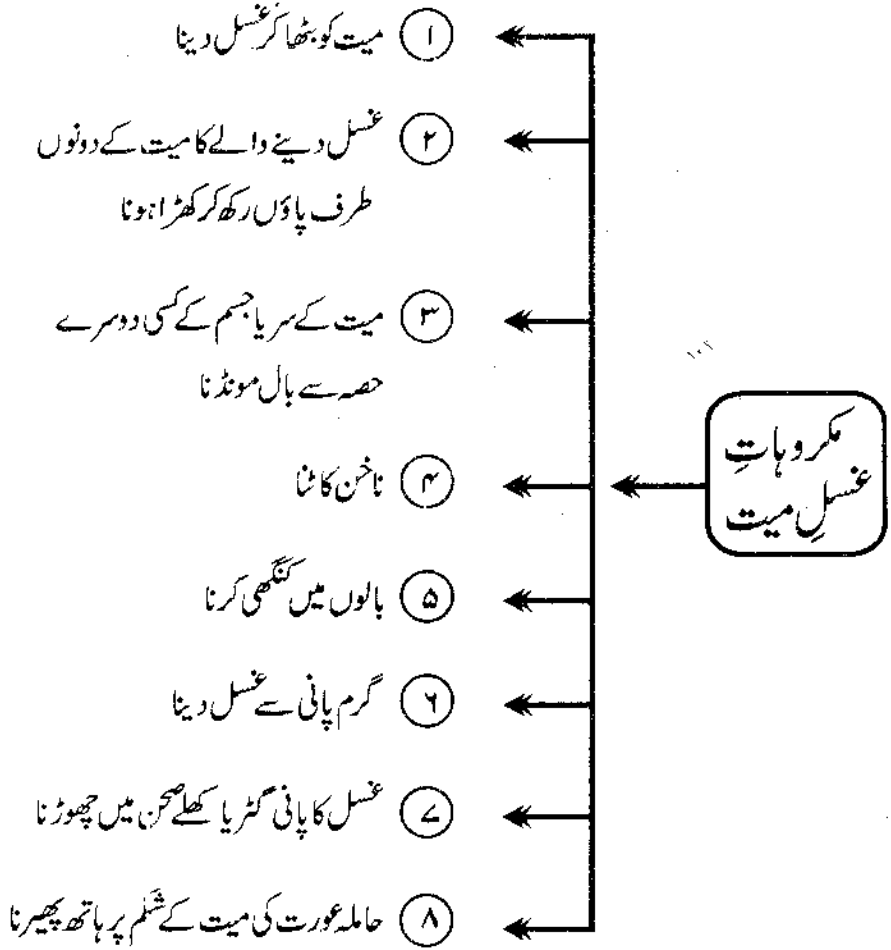 مکروہاتِ
غسلِ میت
۱ میت کو بٹھا کر غسل دینا
۲ غسل دینے والے کا میت کے دونوں
طرف پاؤں رکھ کر کھڑا ہونا
۳ میت کے سر یا جسم کے کسی دوسرے
حصہ سے بال مونڈنا
۴ ناخن کاٹنا
۵ بالوں میں کنگھی کرنا
۶ گرم پانی سے غسل دینا
۷ غسل کا پانی گٹر یا کھلے صحن میں چھوڑنا
۸ حاملہ عورت کی میت کے شکم پر ہاتھ پھیرنا